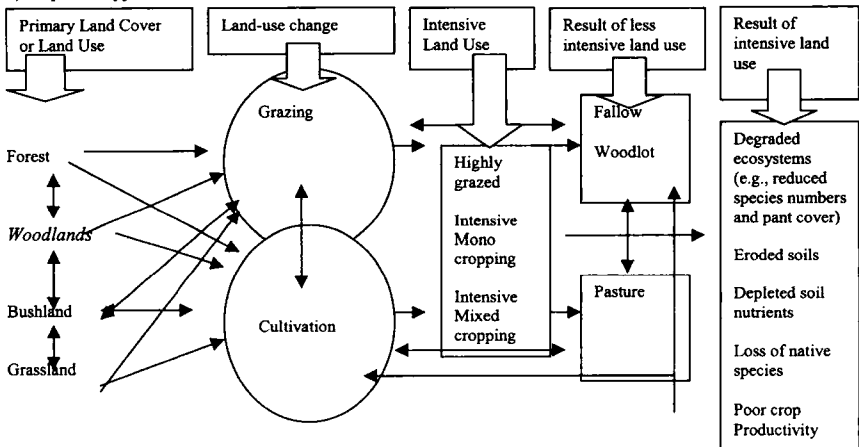 Primary Land Cover
or Land Use
Land-use change
Intensive
Land Use
Result of less
intensive land use
Result of
intensive land
use
Forest
Woodlands
Bushland
Grassland
Grazing
Cultivation
Highly
grazed
Intensive
Mono
cropping
Intensive
Mixed
cropping
Fallow
Woodlot
Pasture
Degraded
ecosystems
(e.g., reduced
species numbers
and pant cover)
Eroded soils
Depleted soil
nutrients
Loss of native
species
Poor crop
Productivity